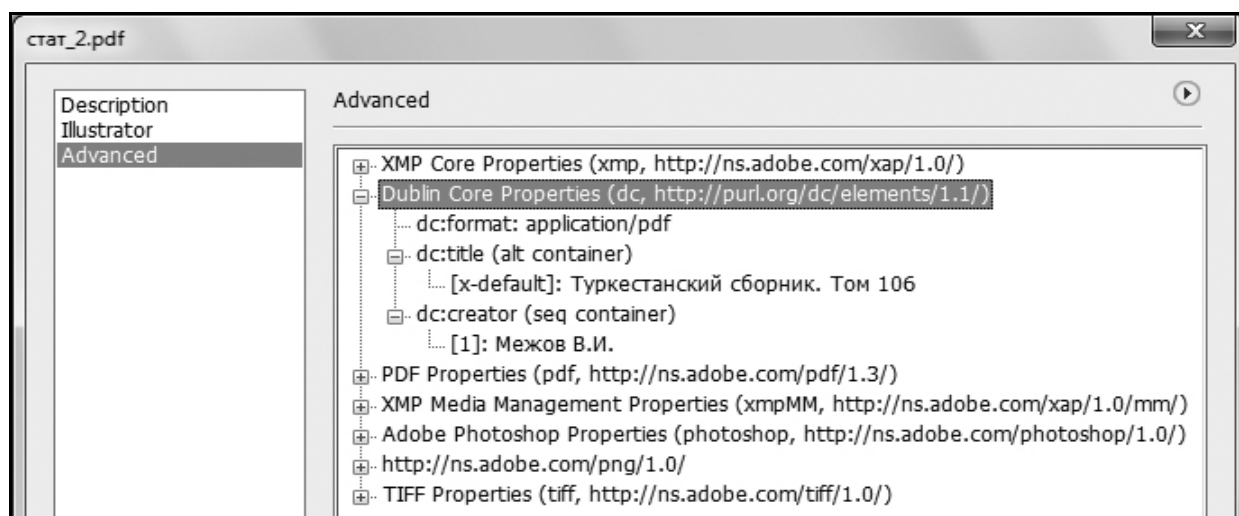 стат_2.pdf
Description
Illustrator
Advanced
Advanced
XMP Core Properties (xmp, http://ns.adobe.com/xap/1.0/)
Dublin Core Properties (dc, http://purl.org/dc/elements/1.1/)
dc:format: application/pdf
dc:title (alt container)
[x-default]: Туркестанский сборник. Том 106
dc:creator (seq container)
[1]: Межов В.И.
PDF Properties (pdf, http://ns.adobe.com/pdf/1.3/)
XMP Media Management Properties (xmpMM, http://ns.adobe.com/xap/1.0/mm/)
Adobe Photoshop Properties (photoshop, http://ns.adobe.com/photoshop/1.0/)
http://ns.adobe.com/png/1.0/
TIFF Properties (tiff, http://ns.adobe.com/tiff/1.0/)